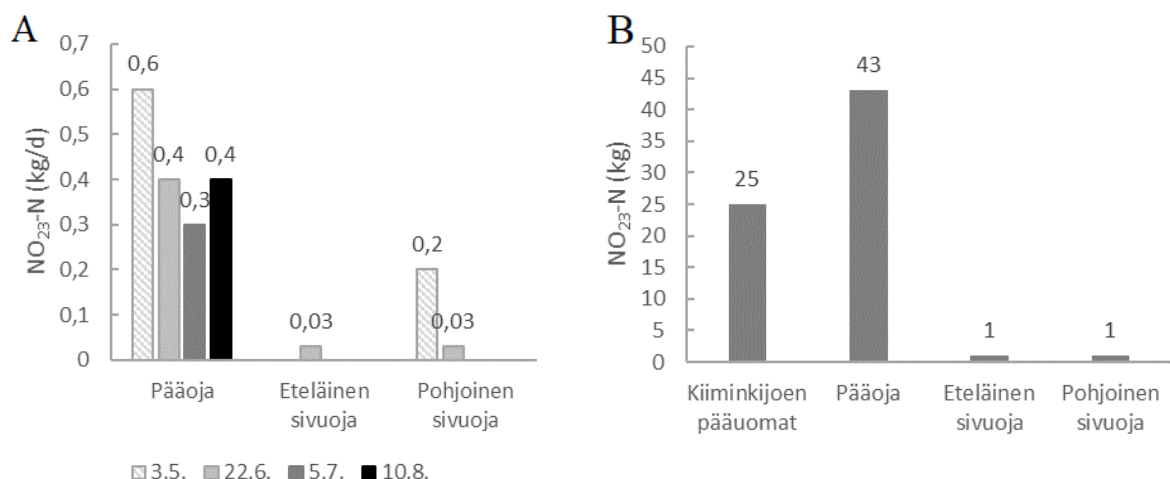 A
NO23-N (kg/d)
0,7
0,6
0,5
0,4
0,3
0,2
0,1
0
0,6
0,4
0,3
0,4
0,03
0,2
0,03
Pääoja
Eteläinen
sivuoja
Pohjoinen
sivuoja
3.5.
22.6.
5.7.
10.8.
B
NO23-N (kg)
50
45
40
35
30
25
20
15
10
5
0
25
43
1
1
Kiiminkijoen
pääuomat
Pääoja
Eteläinen
sivuoja
Pohjoinen
sivuoja